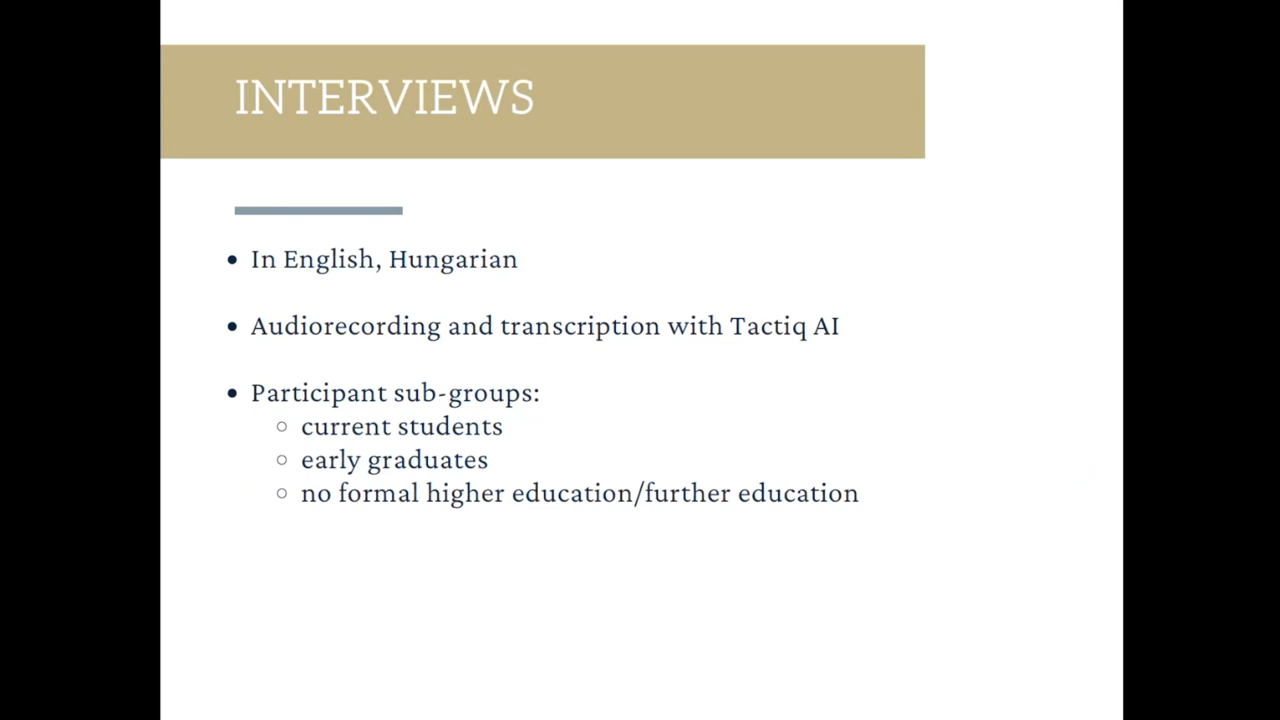 INTERVIEWS
• In English, Hungarian
• Audiorecording and transcription with Tactiq AI
• Participant sub-groups:
○ current students
○ early graduates
○ no formal higher education/further education